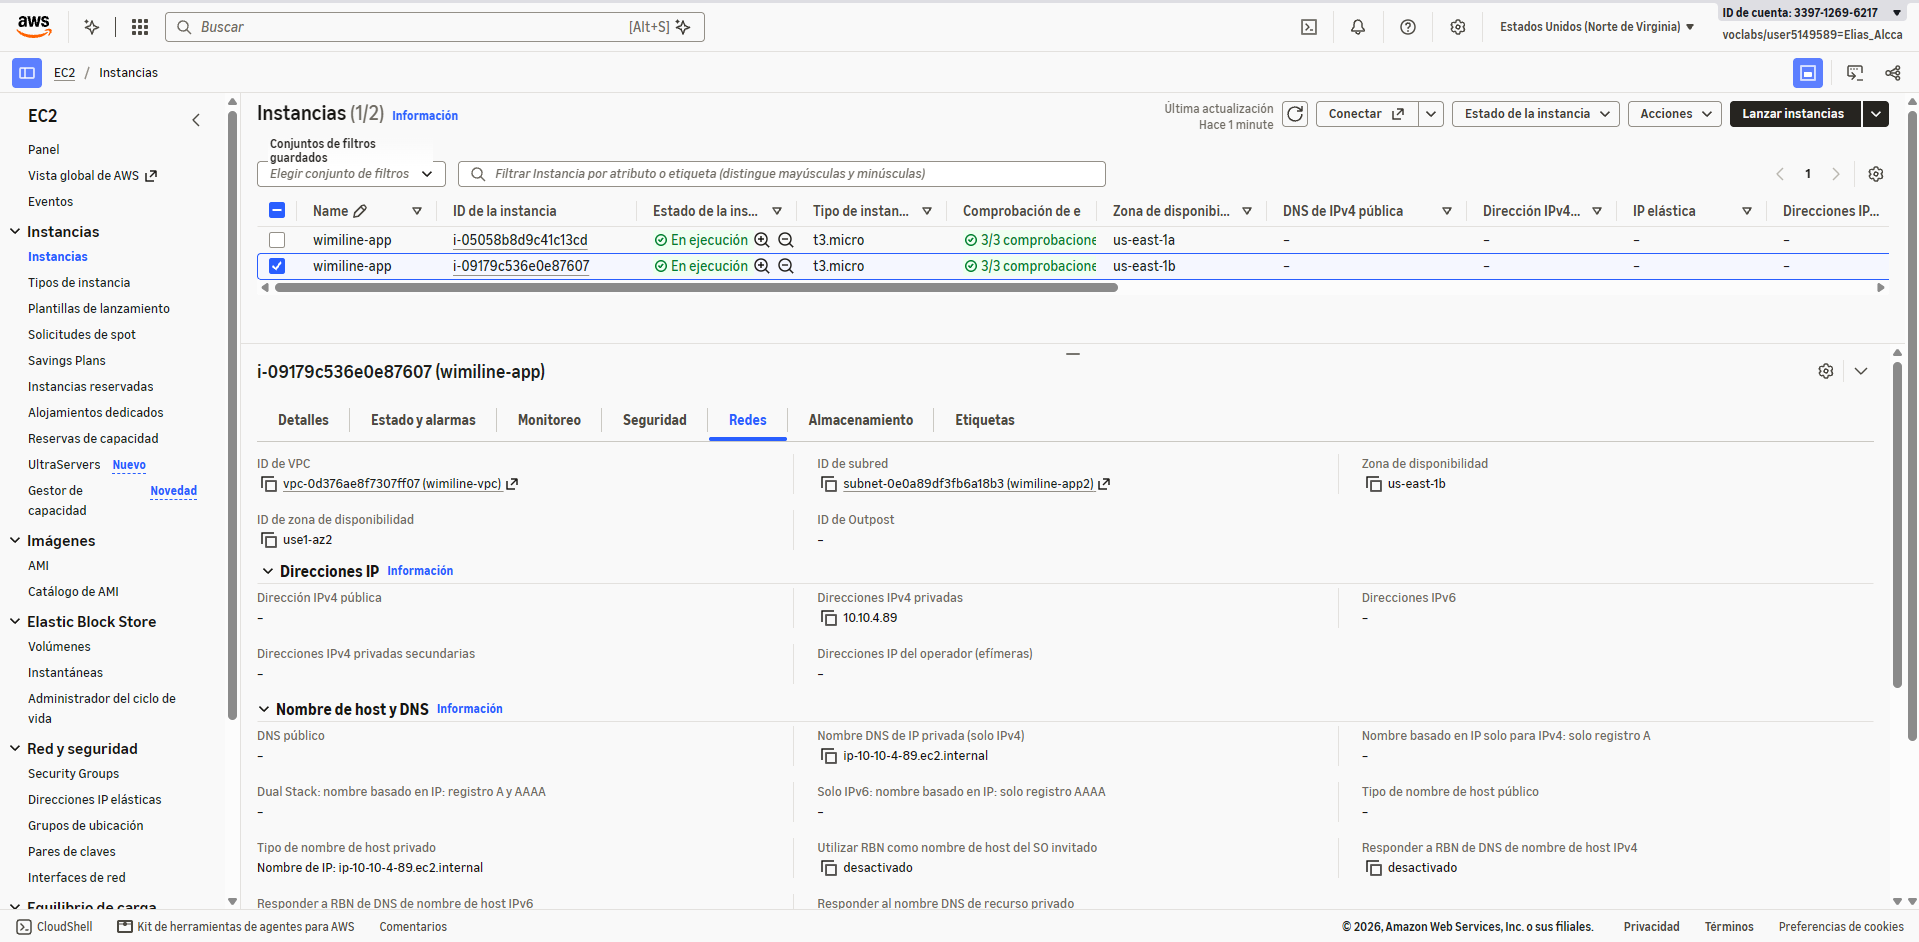 aws
Buscar [Alt+S]
Estados Unidos (Norte de Virginia)
ID de cuenta: 3397-1269-6217
voclabs/user5149589=Elias_Alcca
EC2 / Instancias
EC2
Panel
Vista global de AWS
Eventos
Instancias
Instancias
Tipos de instancia
Plantillas de lanzamiento
Solicitudes de spot
Savings Plans
Instancias reservadas
Alojamientos dedicados
Reservas de capacidad
UltraServers Nuevo
Gestor de capacidad Novedad
Imágenes
AMI
Catálogo de AMI
Elastic Block Store
Volúmenes
Instantáneas
Administrador del ciclo de
vida
Red y seguridad
Security Groups
Direcciones IP elásticas
Grupos de ubicación
Pares de claves
Interfaces de red
Equilibrio de carga
Instancias (1/2) Información
Última actualización
Hace 1 minute
Conectar
Estado de la instancia
Acciones
Lanzar instancias
Conjuntos de filtros
guardados
Elegir conjunto de filtros
Filtrar Instancia por atributo o etiqueta (distingue mayúsculas y minúsculas)
1
Name ID de la instancia Estado de la ins... Tipo de instan... Comprobación de e Zona de disponibi... DNS de IPv4 pública Dirección IPv4... IP elástica Direcciones IP...
wimiline-app i-05058b8d9c41c13cd En ejecución t3.micro 3/3 comprobacione us-east-1a – – – –
wimiline-app i-09179c536e0e87607 En ejecución t3.micro 3/3 comprobacione us-east-1b – – – –
i-09179c536e0e87607 (wimiline-app)
Detalles Estado y alarmas Monitoreo Seguridad Redes Almacenamiento Etiquetas
ID de VPC ID de subred Zona de disponibilidad
vpc-0d376ae8f7307ff07 (wimiline-vpc) subnet-0e0a89df3fb6a18b3 (wimiline-app2) us-east-1b
ID de zona de disponibilidad ID de Outpost
use1-az2 –
Direcciones IP Información
Dirección IPv4 pública Direcciones IPv4 privadas Direcciones IPv6
– 10.10.4.89 –
Direcciones IPv4 privadas secundarias Direcciones IP del operador (efímeras)
– –
Nombre de host y DNS Información
DNS público Nombre DNS de IP privada (solo IPv4) Nombre basado en IP solo para IPv4: solo registro A
– ip-10-10-4-89.ec2.internal –
Dual Stack: nombre basado en IP: registro A y AAAA Solo IPv6: nombre basado en IP: solo registro AAAA Tipo de nombre de host público
– – –
Tipo de nombre de host privado Utilizar RBN como nombre de host del SO invitado Responder a RBN de DNS de nombre de host IPv4
Nombre de IP: ip-10-10-4-89.ec2.internal desactivado desactivado
Responder a RBN de DNS de nombre de host IPv6 Responder al nombre DNS de recurso privado
CloudShell Kit de herramientas de agentes para AWS Comentarios
© 2026, Amazon Web Services, Inc. o sus filiales. Privacidad Términos Preferencias de cookies